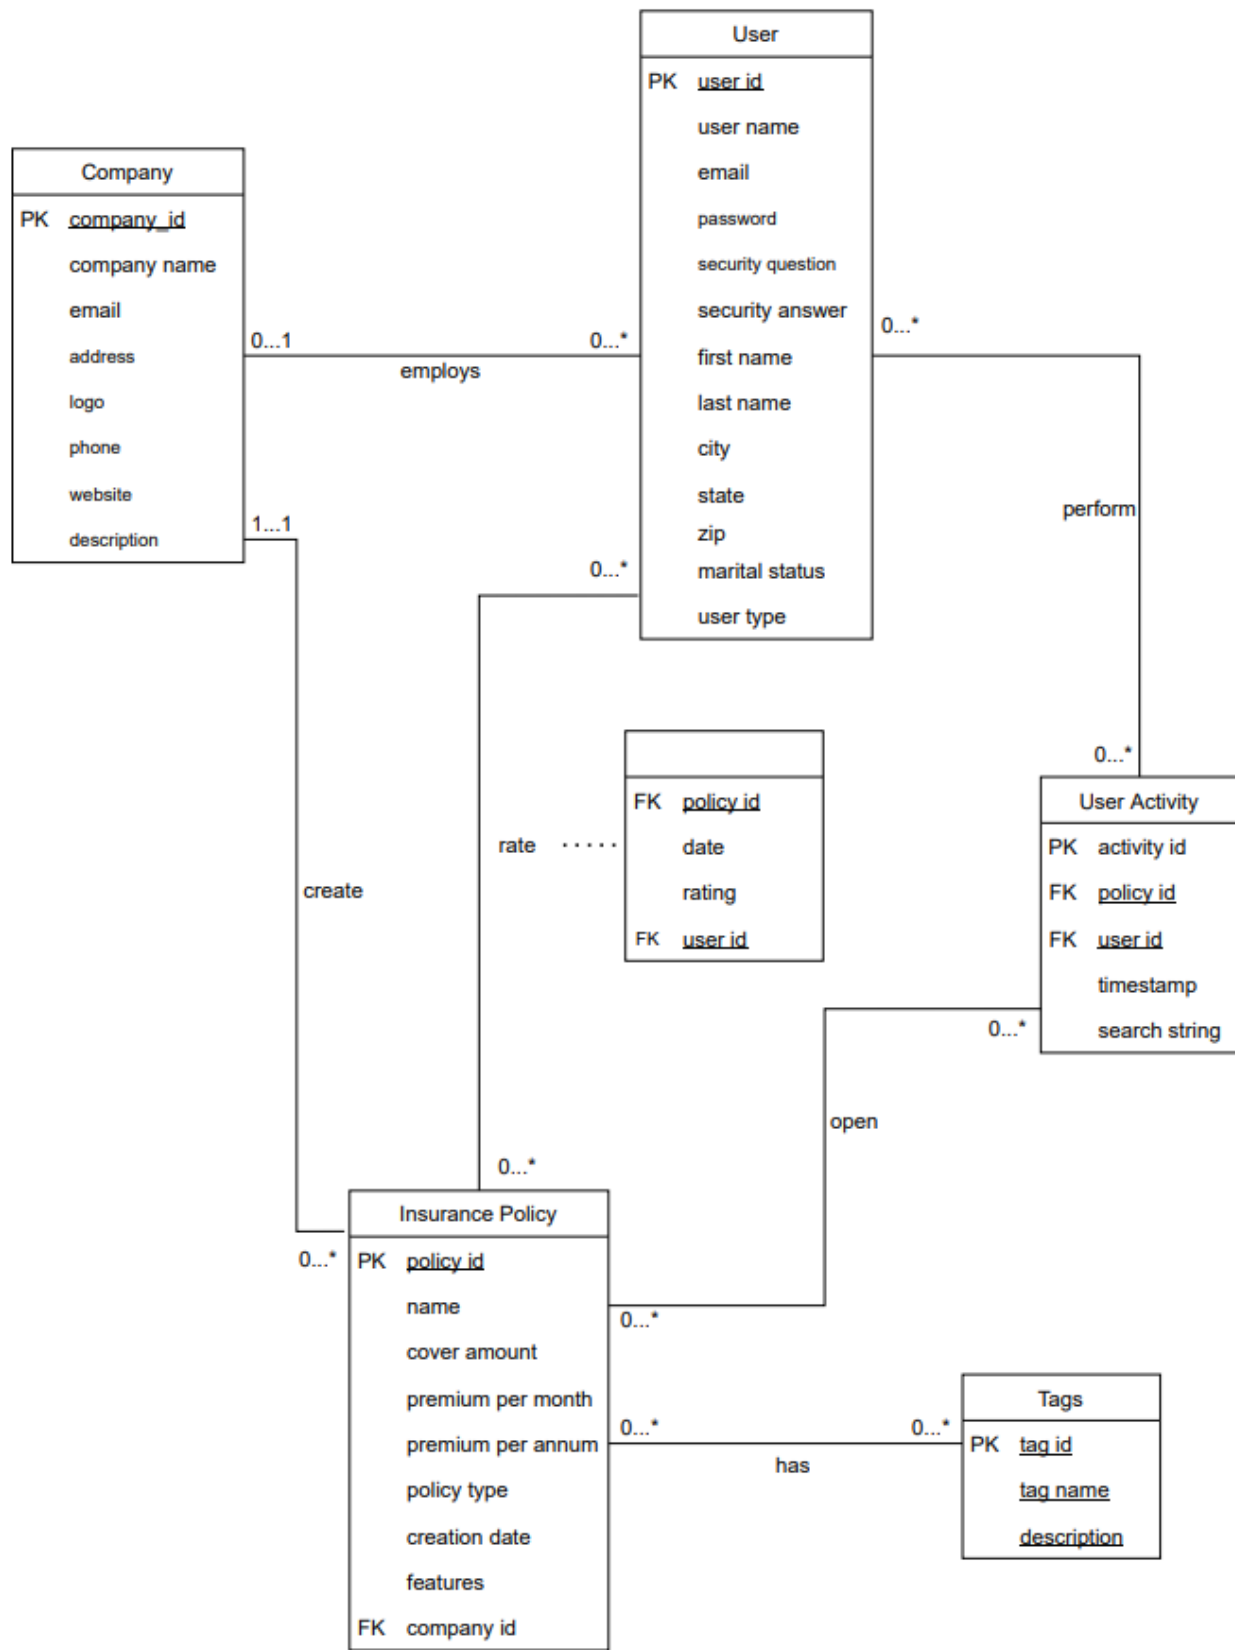 User
PK user id
user name
email
password
security question
security answer
first name
last name
city
state
zip
marital status
user type
Company
PK company_id
company name
email
address
logo
phone
website
description
0...1
0...*
employs
0...*
perform
0...*
1...1
create
0...*
0...*
rate .....
0...*
FK policy id
date
rating
FK user id
User Activity
PK activity id
FK policy id
FK user id
timestamp
search string
0...*
open
0...*
Insurance Policy
PK policy id
name
cover amount
premium per month
premium per annum
policy type
creation date
features
FK company id
0...*
0...*
has
Tags
PK tag id
tag name
description